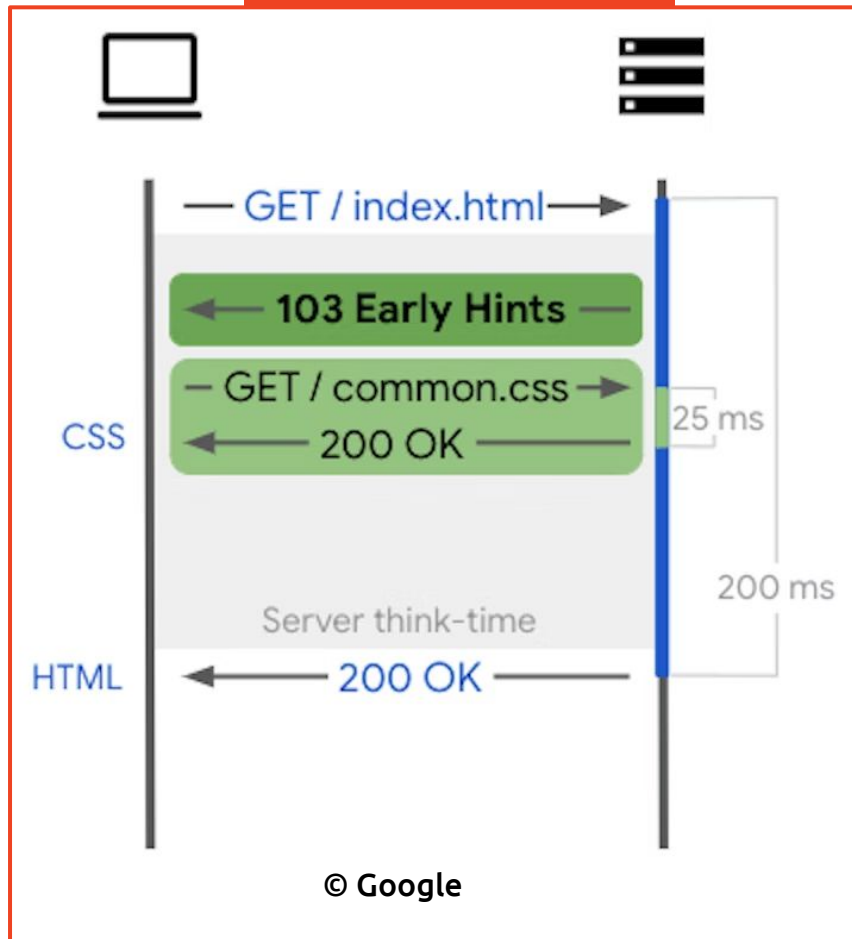 GET / index.html
103 Early Hints
GET / common.css
25 ms
CSS
200 OK
200 ms
Server think-time
HTML
200 OK
© Google